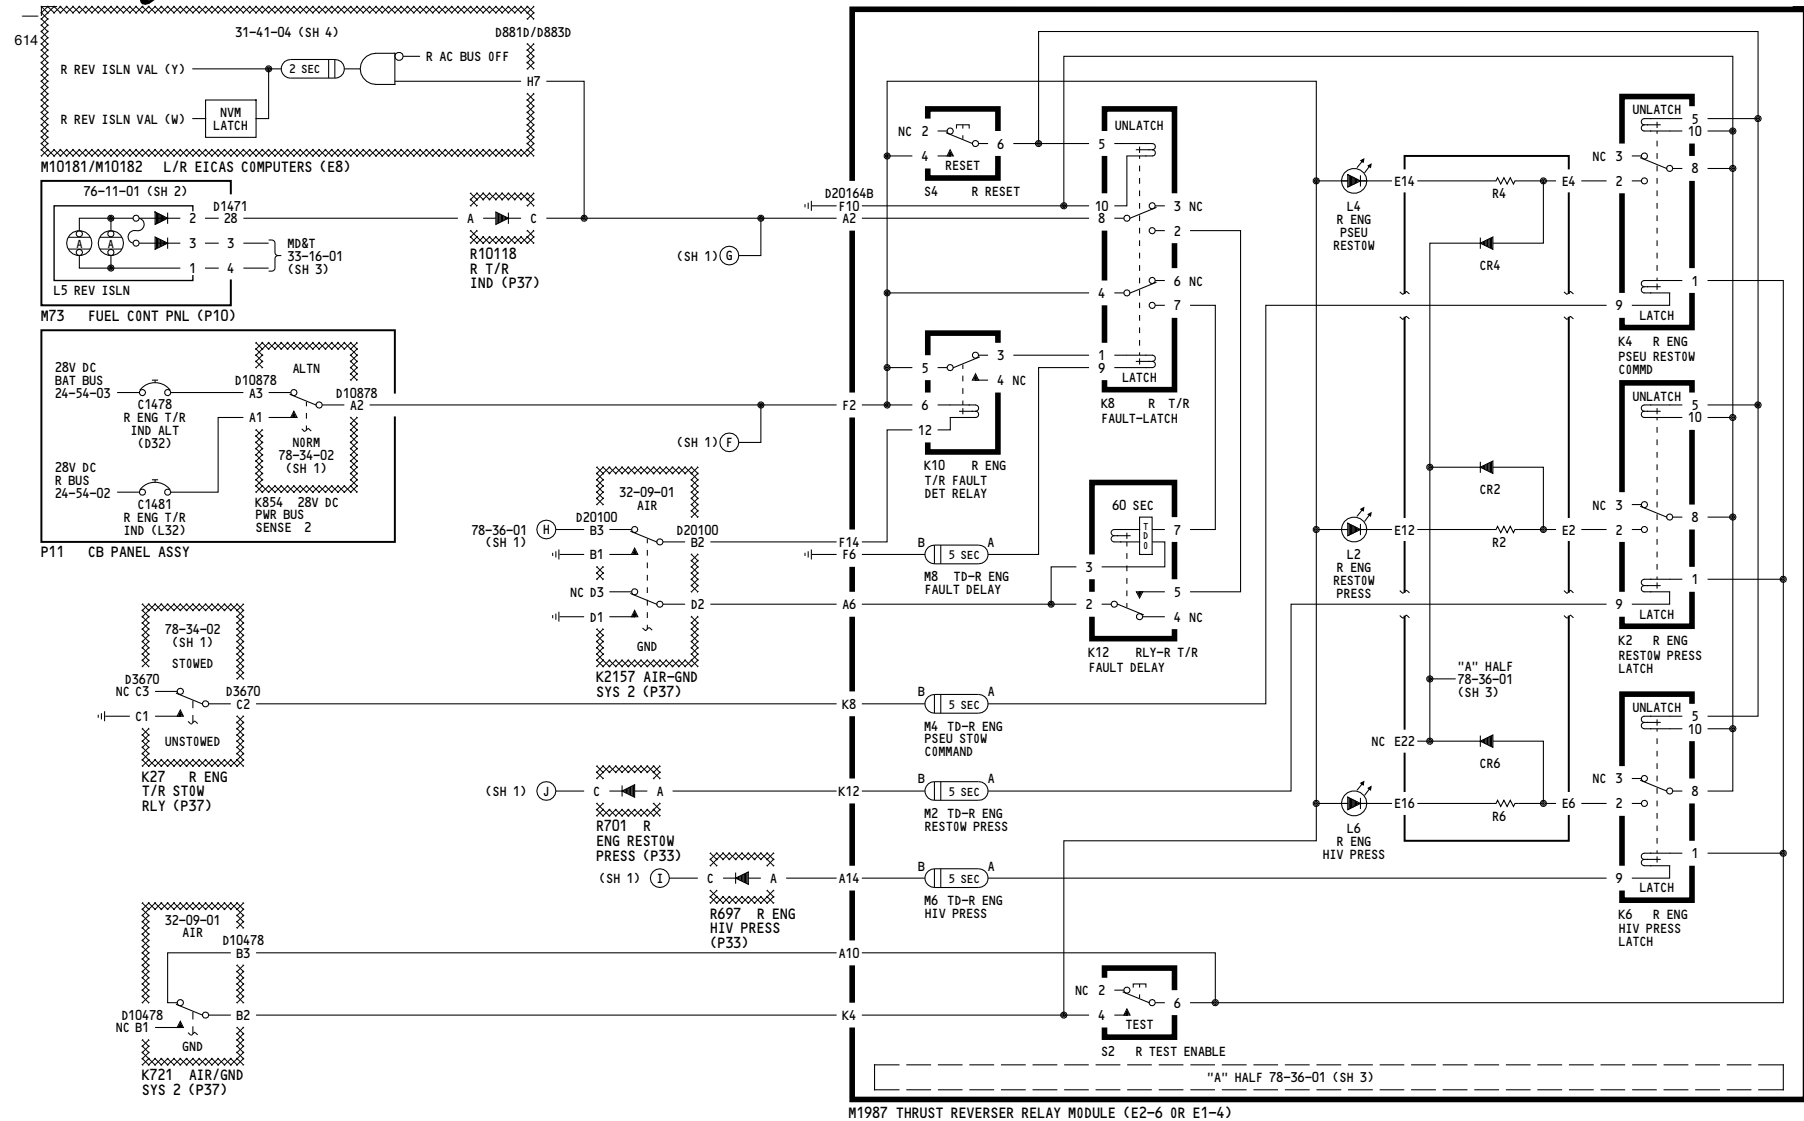 614
31-41-04 (SH 4)
D881D/D883D
R REV ISLN VAL (Y)
2 SEC
R AC BUS OFF
H7
R REV ISLN VAL (W)
NVM
LATCH
M10181/M10182 L/R EICAS COMPUTERS (E8)
76-11-01 (SH 2)
D1471
A
A
2
28
3
3
1
4
MD&T
33-16-01
(SH 3)
L5 REV ISLN
M73 FUEL CONT PNL (P10)
A
C
R10118
R T/R
IND (P37)
(SH 1) G
28V DC
BAT BUS
24-54-03
C1478
R ENG T/R
IND ALT
(D32)
28V DC
R BUS
24-54-02
C1481
R ENG T/R
IND (L32)
ALTN
D10878
A3
A1
D10878
A2
NORM
78-34-02
(SH 1)
K854 28V DC
PWR BUS
SENSE 2
P11 CB PANEL ASSY
(SH 1) F
32-09-01
AIR
78-36-01
(SH 1)
H
D20100
B3
B1
NC D3
D1
D20100
B2
D2
GND
K2157 AIR-GND
SYS 2 (P37)
78-34-02
(SH 1)
STOWED
D3670
NC C3
C1
D3670
C2
UNSTOWED
K27 R ENG
T/R STOW
RLY (P37)
(SH 1) J
C
A
R701 R
ENG RESTOW
PRESS (P33)
(SH 1) I
C
A
R697 R ENG
HIV PRESS
(P33)
32-09-01
AIR
D10478
B3
D10478
NC B1
B2
GND
K721 AIR/GND
SYS 2 (P37)
D20164B
F10
A2
F2
F14
F6
A6
K8
K12
A14
A10
K4
NC 2
4
6
RESET
S4 R RESET
UNLATCH
5
10
8
3 NC
2
4
6 NC
7
1
9
LATCH
K8 R T/R
FAULT-LATCH
5
3
4 NC
6
12
K10 R ENG
T/R FAULT
DET RELAY
60 SEC
T
D
O
7
3
2
5
4 NC
K12 RLY-R T/R
FAULT DELAY
B
5 SEC
A
M8 TD-R ENG
FAULT DELAY
B
5 SEC
A
M4 TD-R ENG
PSEU STOW
COMMAND
B
5 SEC
A
M2 TD-R ENG
RESTOW PRESS
B
5 SEC
A
M6 TD-R ENG
HIV PRESS
NC 2
4
6
TEST
S2 R TEST ENABLE
L4
R ENG
PSEU
RESTOW
E14
R4
E4
CR4
CR2
L2
R ENG
RESTOW
PRESS
E12
R2
E2
"A" HALF
78-36-01
(SH 3)
NC E22
CR6
L6
R ENG
HIV PRESS
E16
R6
E6
UNLATCH
5
10
NC 3
8
2
1
9
LATCH
K4 R ENG
PSEU RESTOW
COMMD
UNLATCH
5
10
NC 3
8
2
1
9
LATCH
K2 R ENG
RESTOW PRESS
LATCH
UNLATCH
5
10
NC 3
8
2
1
9
LATCH
K6 R ENG
HIV PRESS
LATCH
"A" HALF 78-36-01 (SH 3)
M1987 THRUST REVERSER RELAY MODULE (E2-6 OR E1-4)